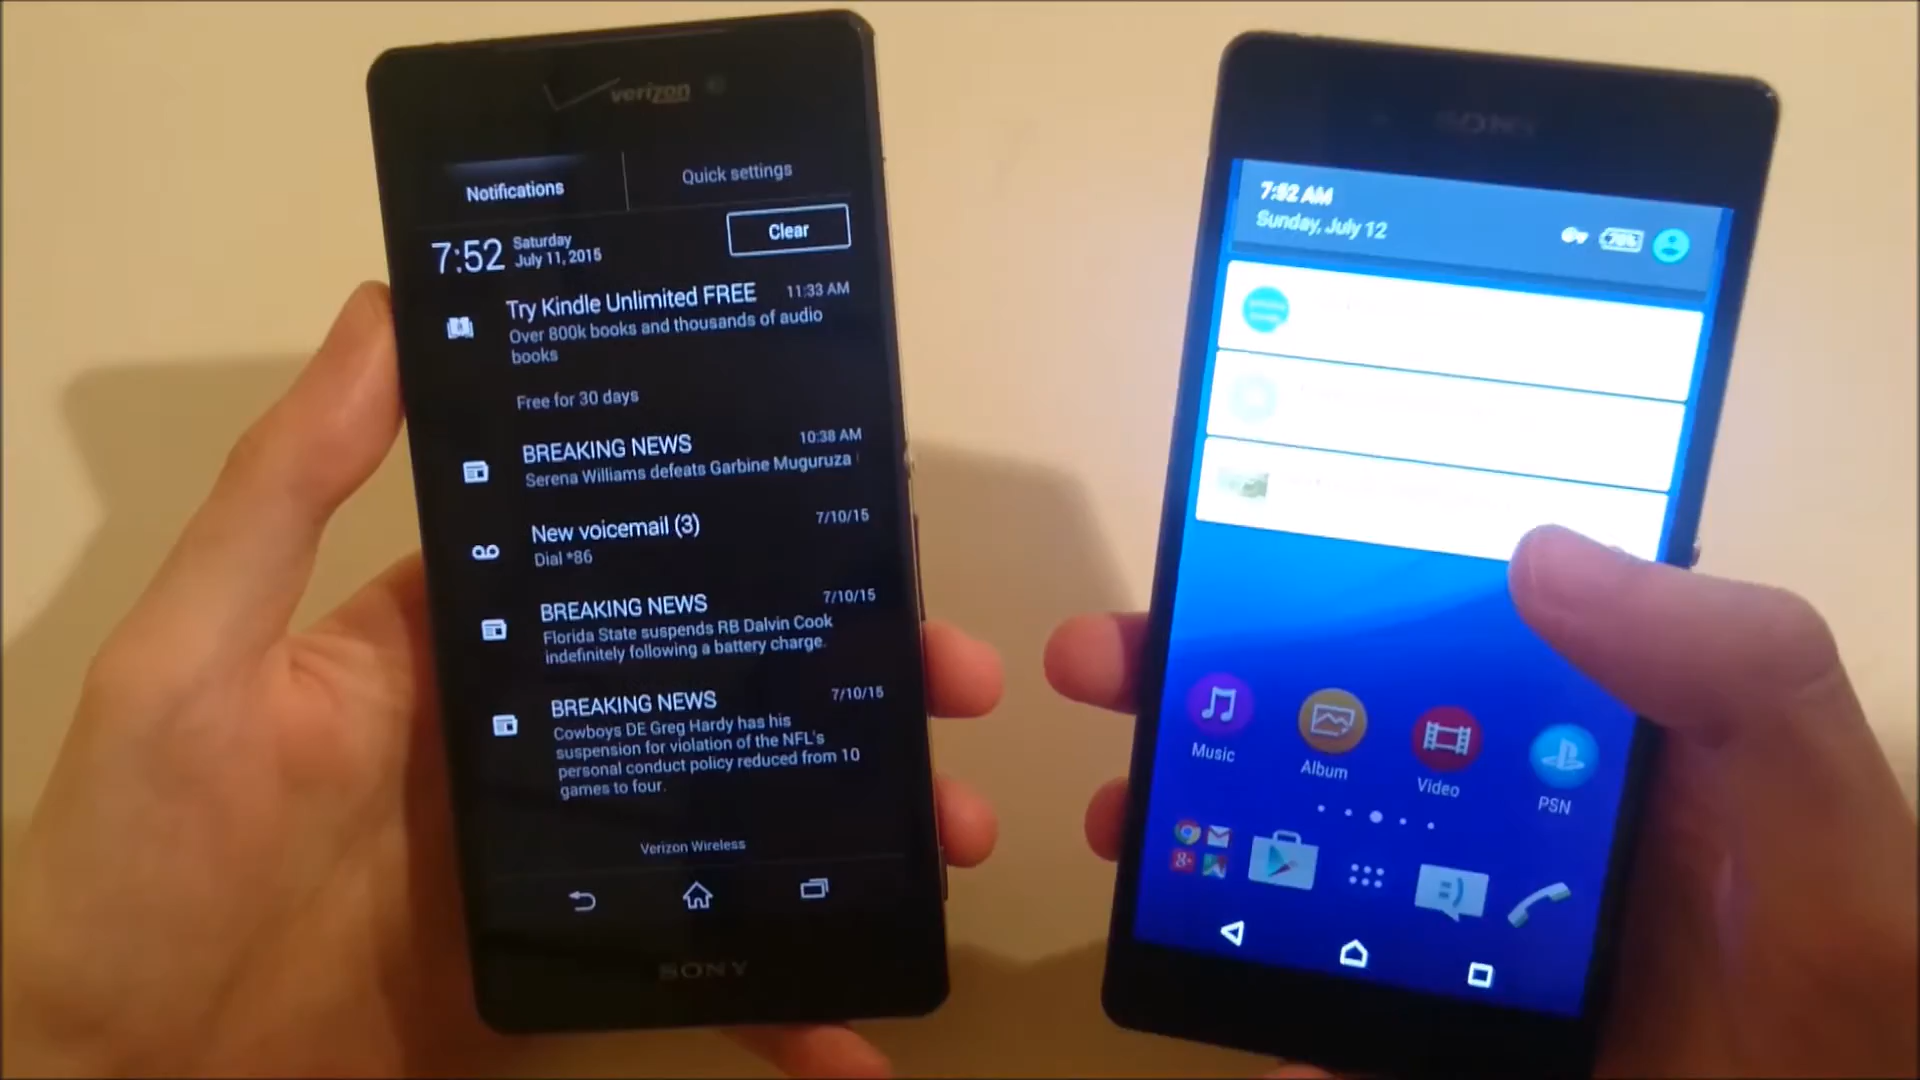 verizon
Notifications
Quick settings
7:52
Saturday
July 11, 2015
Clear
Try Kindle Unlimited FREE
11:33 AM
Over 800k books and thousands of audio
books
Free for 30 days
BREAKING NEWS
10:38 AM
Serena Williams defeats Garbine Muguruza
New voicemail (3)
7/10/15
Dial *86
BREAKING NEWS
7/10/15
Florida State suspends RB Dalvin Cook
indefinitely following a battery charge.
BREAKING NEWS
7/10/15
Cowboys DE Greg Hardy has his
suspension for violation of the NFL's
personal conduct policy reduced from 10
games to four.
Verizon Wireless
SONY
SONY
7:52 AM
Sunday, July 12
Music
Album
Video
PSN